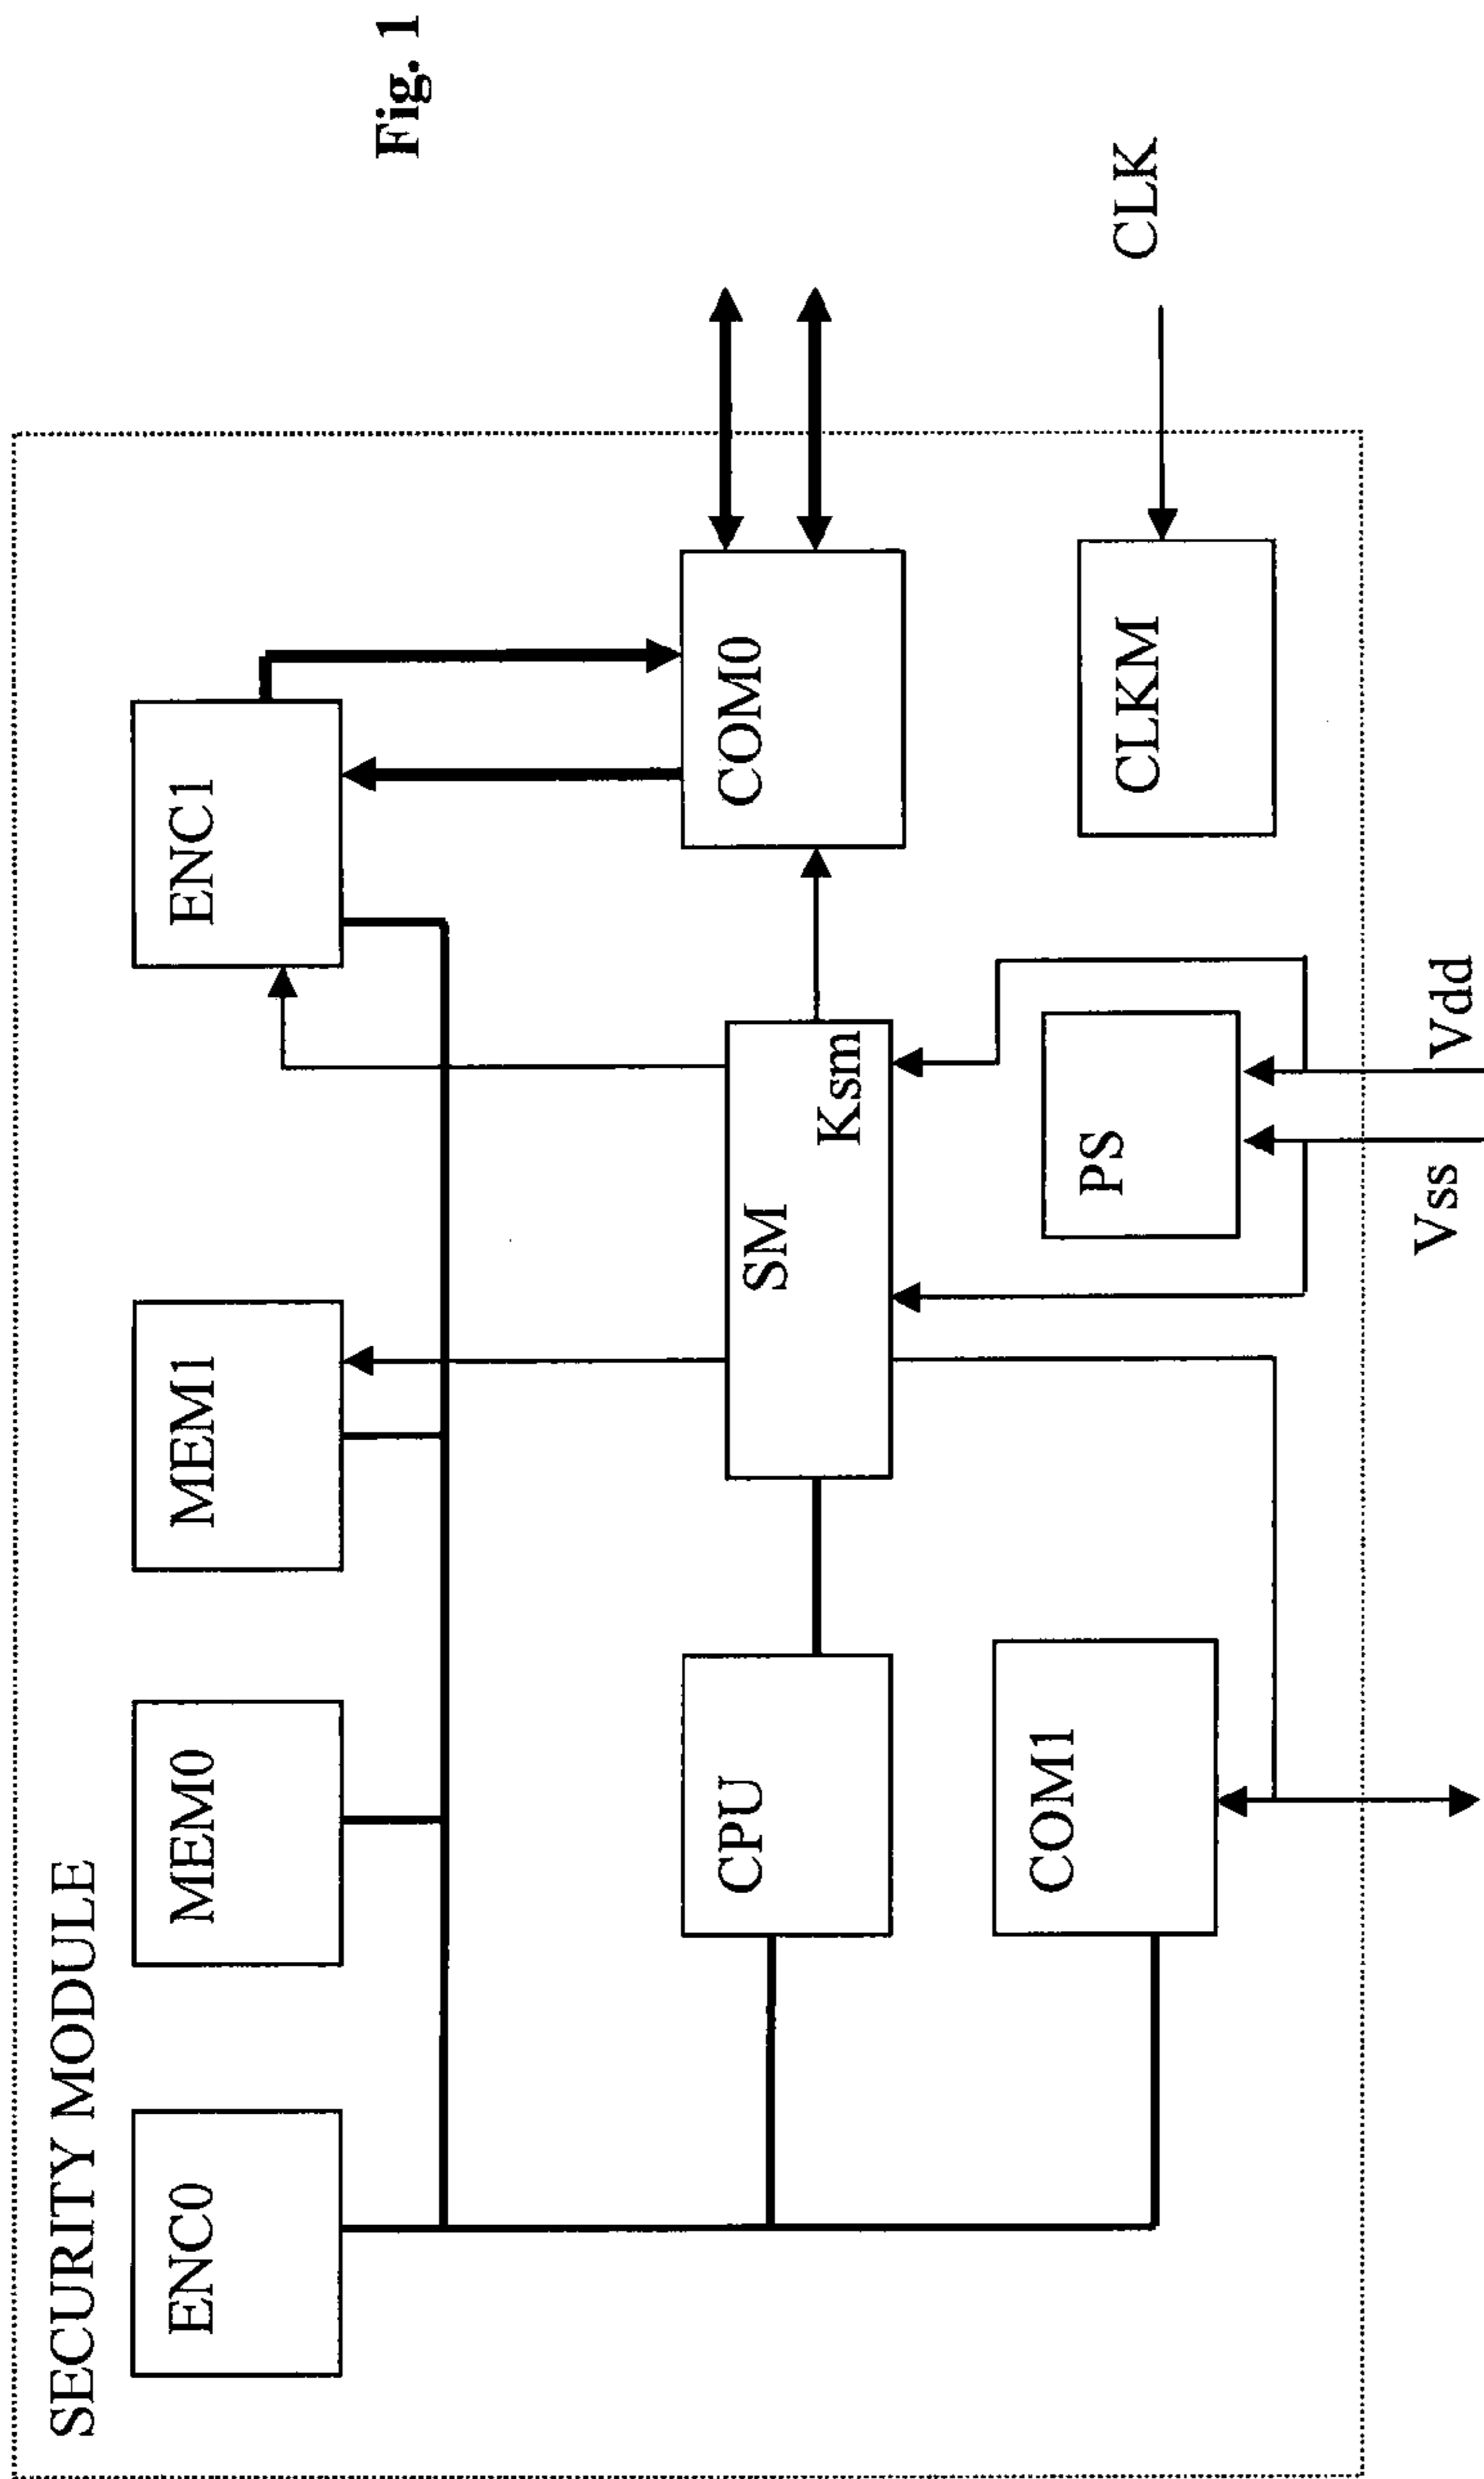 SECURITY MODULE
ENC0
MEM0
MEM1
ENC1
CPU
SM
Ksm
COM0
COM1
PS
CLKM
CLK
Vss
Vdd
Fig. 1